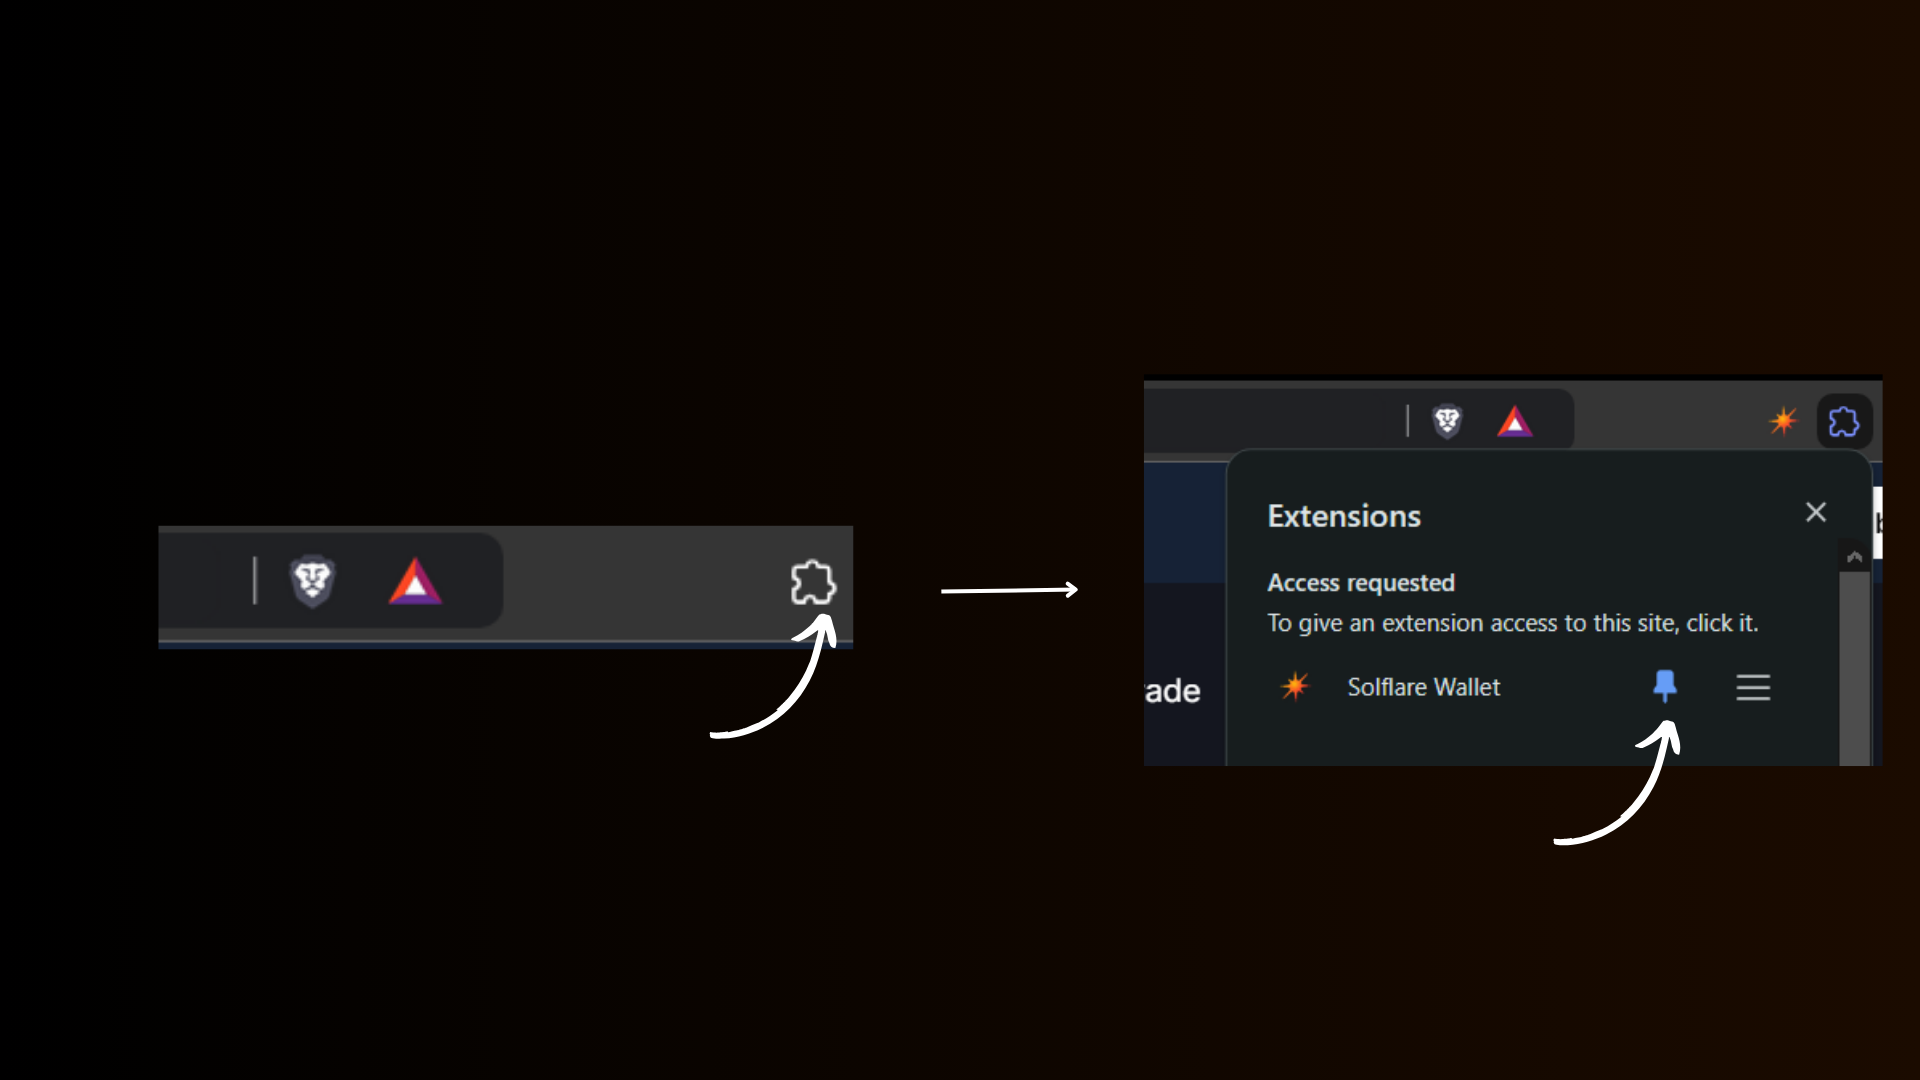 Extensions
Access requested
To give an extension access to this site, click it.
ade
Solflare Wallet